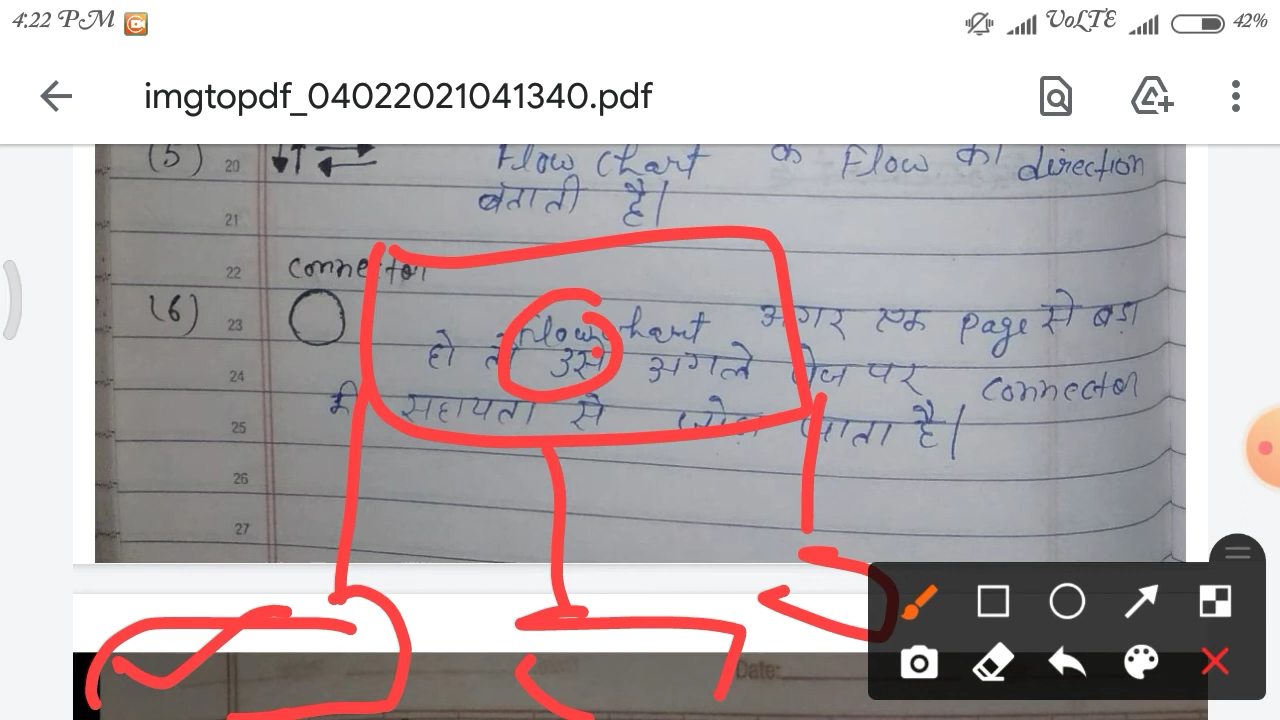 4:22 PM VoLTE 42%
imgtopdf_04022021041340.pdf
(5) 20 Flow Chart के Flow का direction
बताती है।
21
22 connector
(6) 23 Flow chart अगर एक page से बड़ा
हो तो उसे अगले पेज पर connector
24
की सहायता से जोड़ा जाता है।
25
26
27
Date: